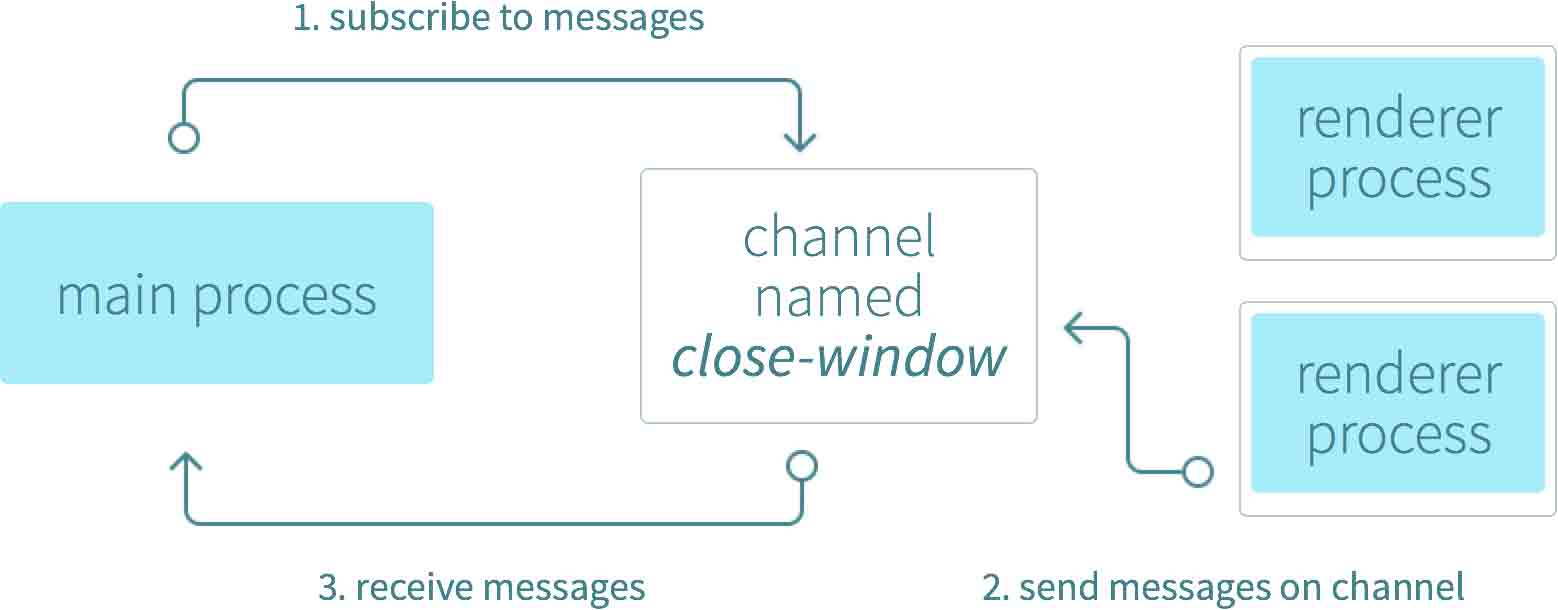 1. subscribe to messages
main process
channel
named
close-window
renderer
process
renderer
process
3. receive messages
2. send messages on channel